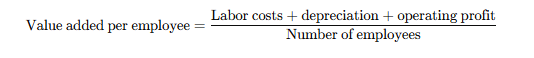 Value added per employee = Labor costs + depreciation + operating profit
Number of employees